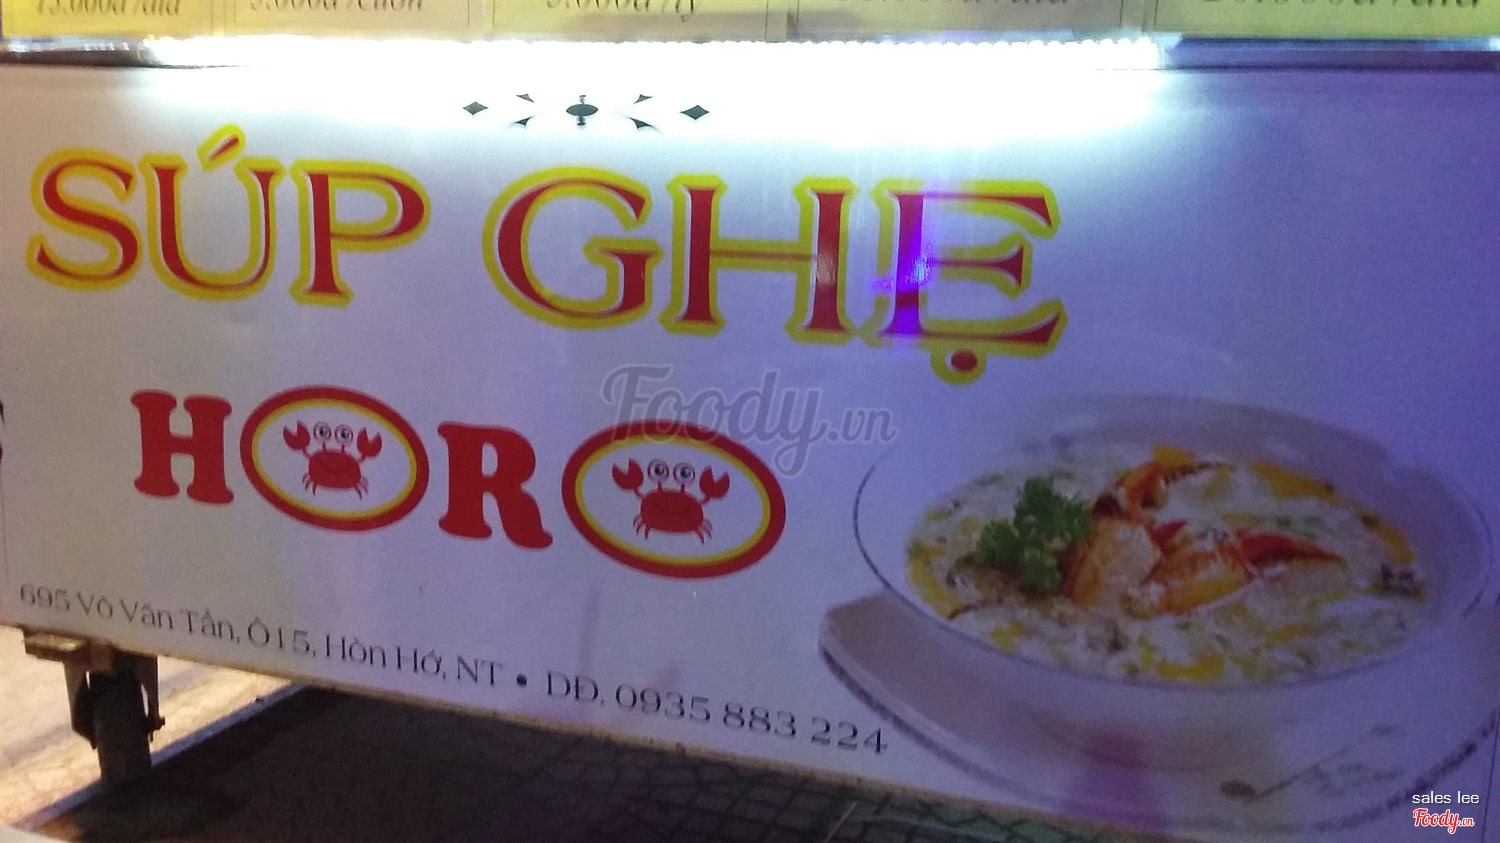 SÚP GHẸ
HORO
695 Võ Văn Tần, Ô15, Hòn Hớ, NT • DĐ. 0935 883 224
Foody.vn
sales lee
Foody.vn